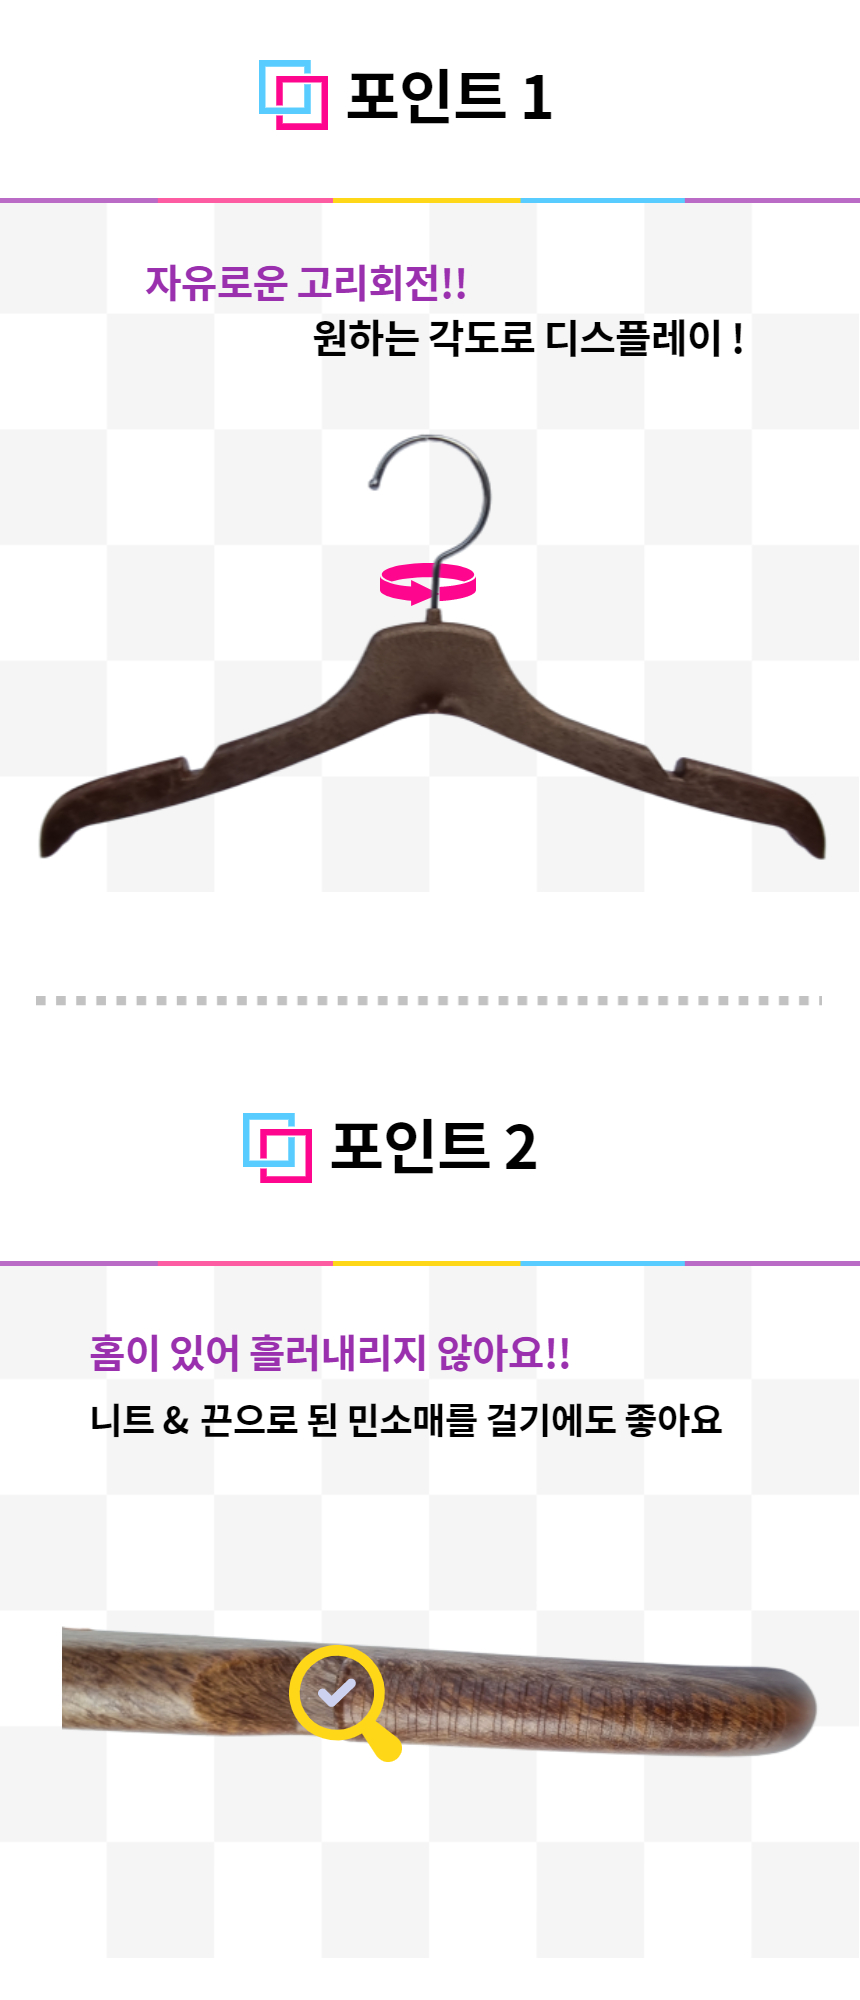 포인트 1
자유로운 고리회전!!
원하는 각도로 디스플레이 !
포인트 2
홈이 있어 흘러내리지 않아요!!
니트 & 끈으로 된 민소매를 걸기에도 좋아요